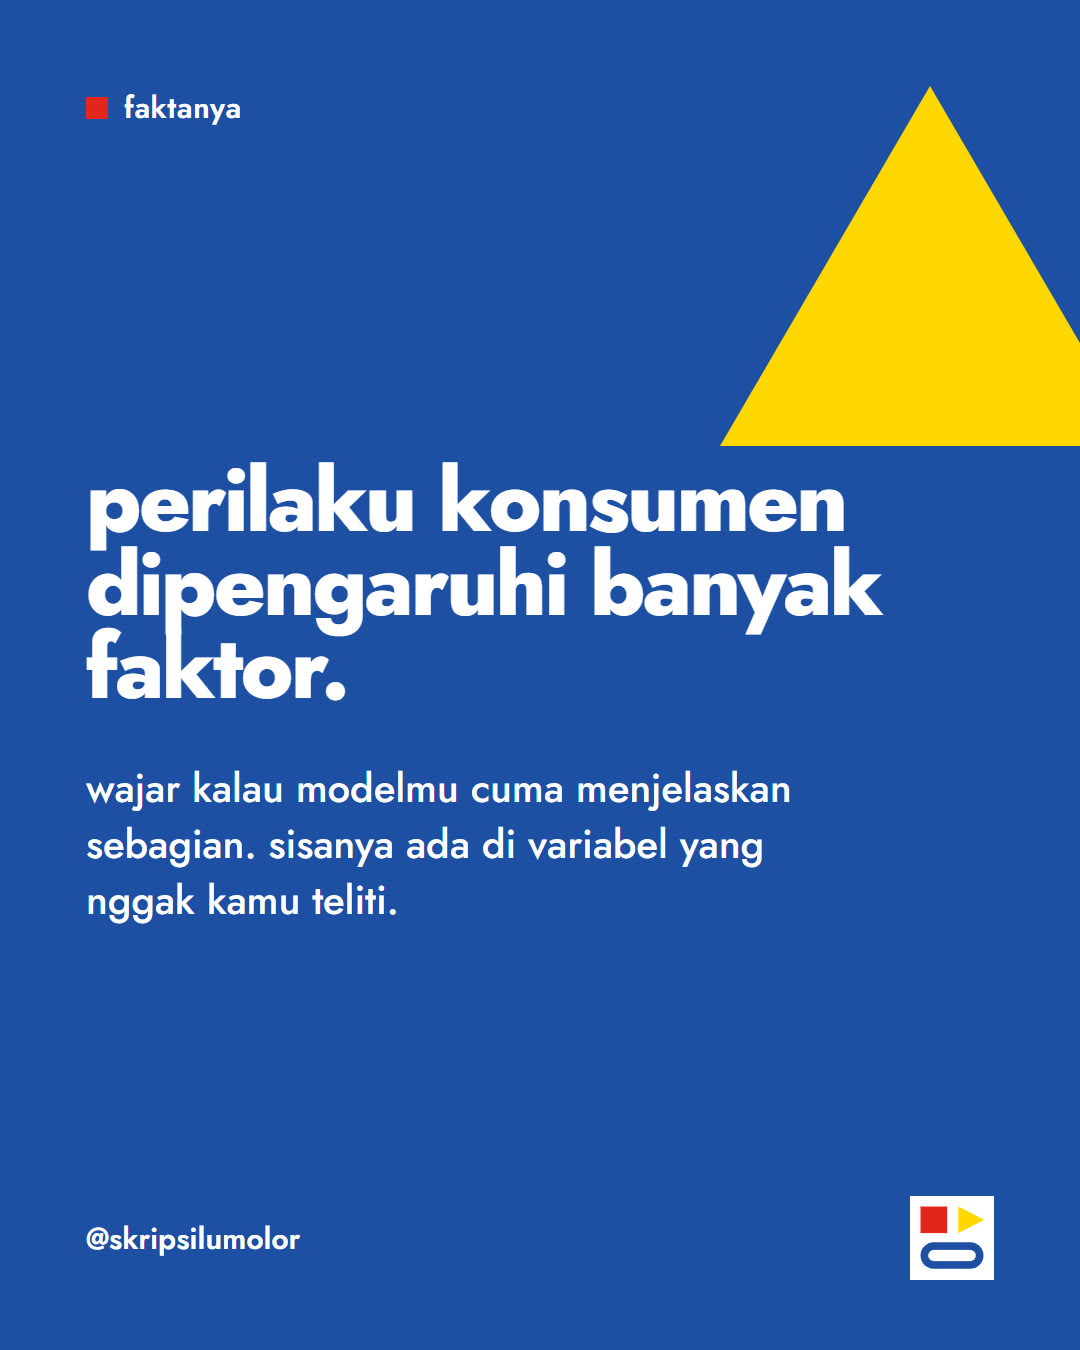 faktanya
perilaku konsumen
dipengaruhi banyak
faktor.
wajar kalau modelmu cuma menjelaskan
sebagian. sisanya ada di variabel yang
nggak kamu teliti.
@skripsilumolor